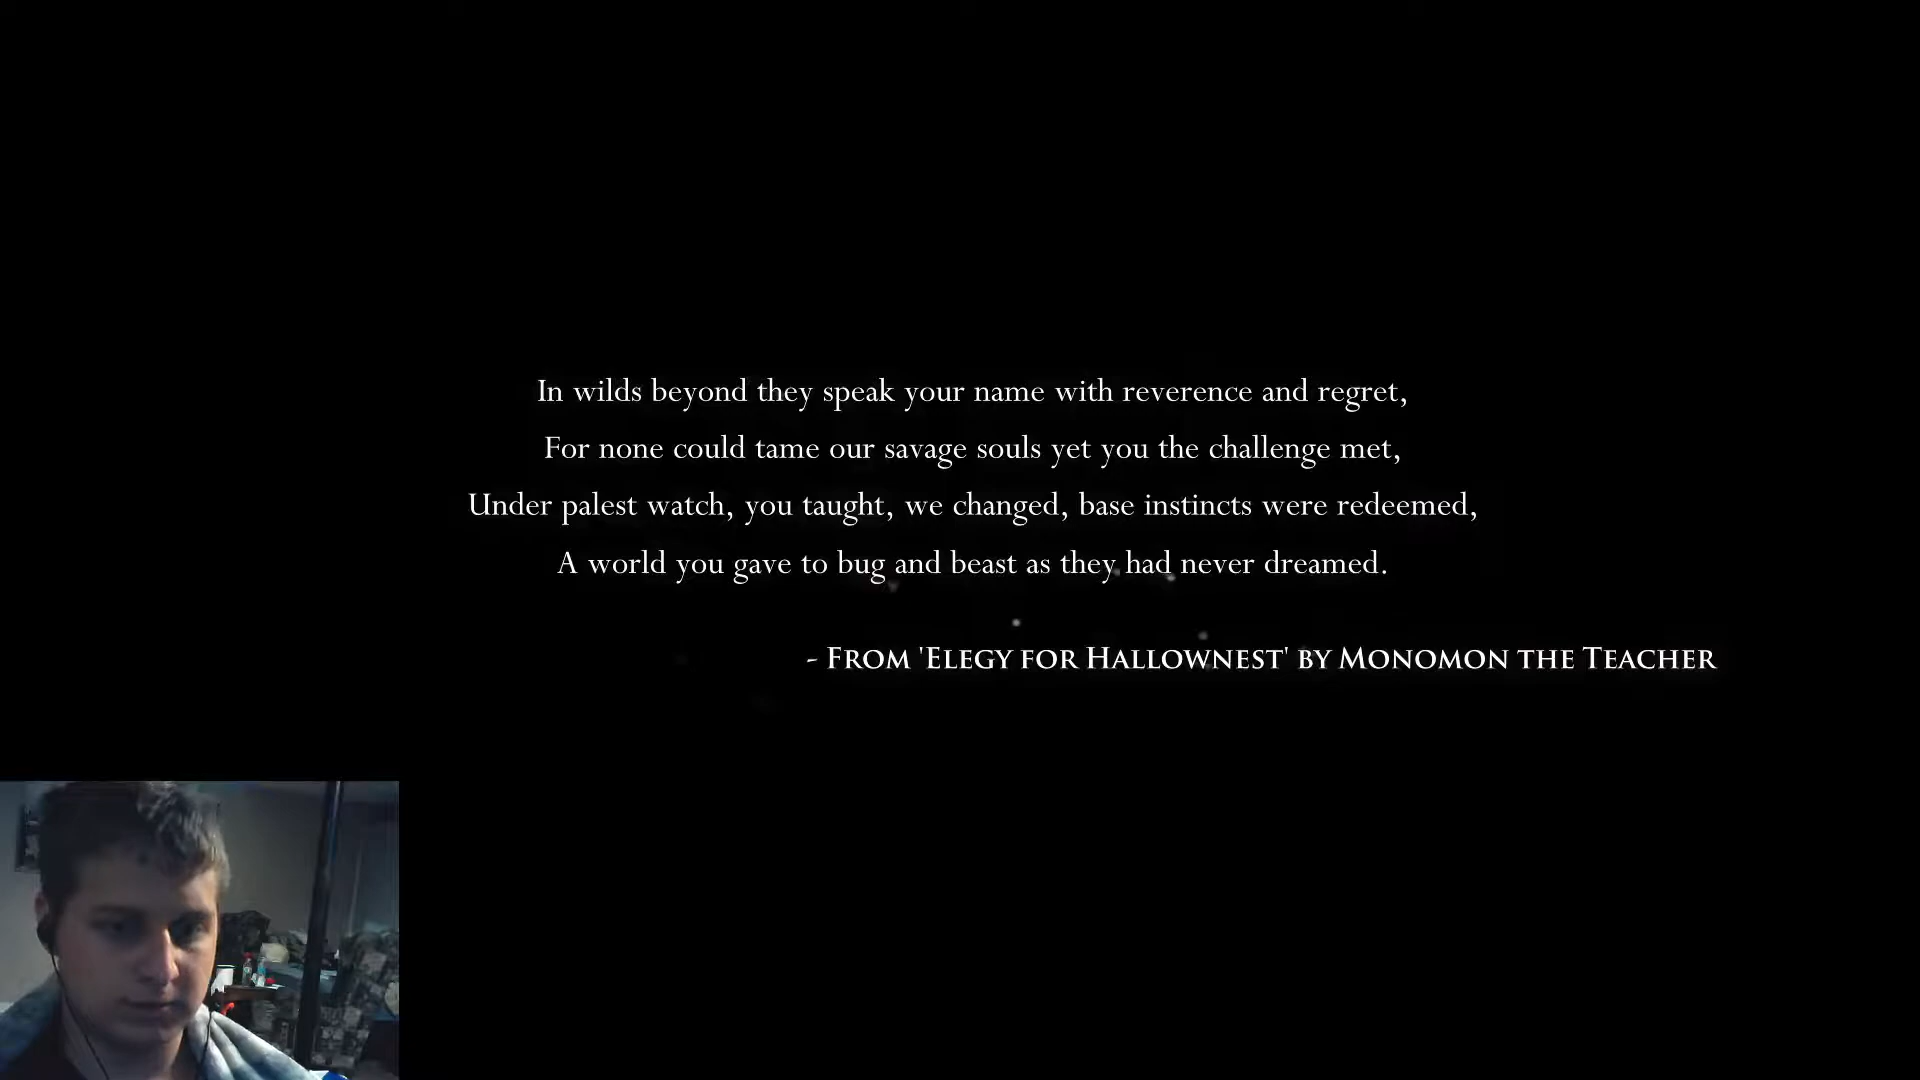 In wilds beyond they speak your name with reverence and regret,
For none could tame our savage souls yet you the challenge met,
Under palest watch, you taught, we changed, base instincts were redeemed,
A world you gave to bug and beast as they had never dreamed.
- From 'Elegy for Hallownest' by Monomon the Teacher